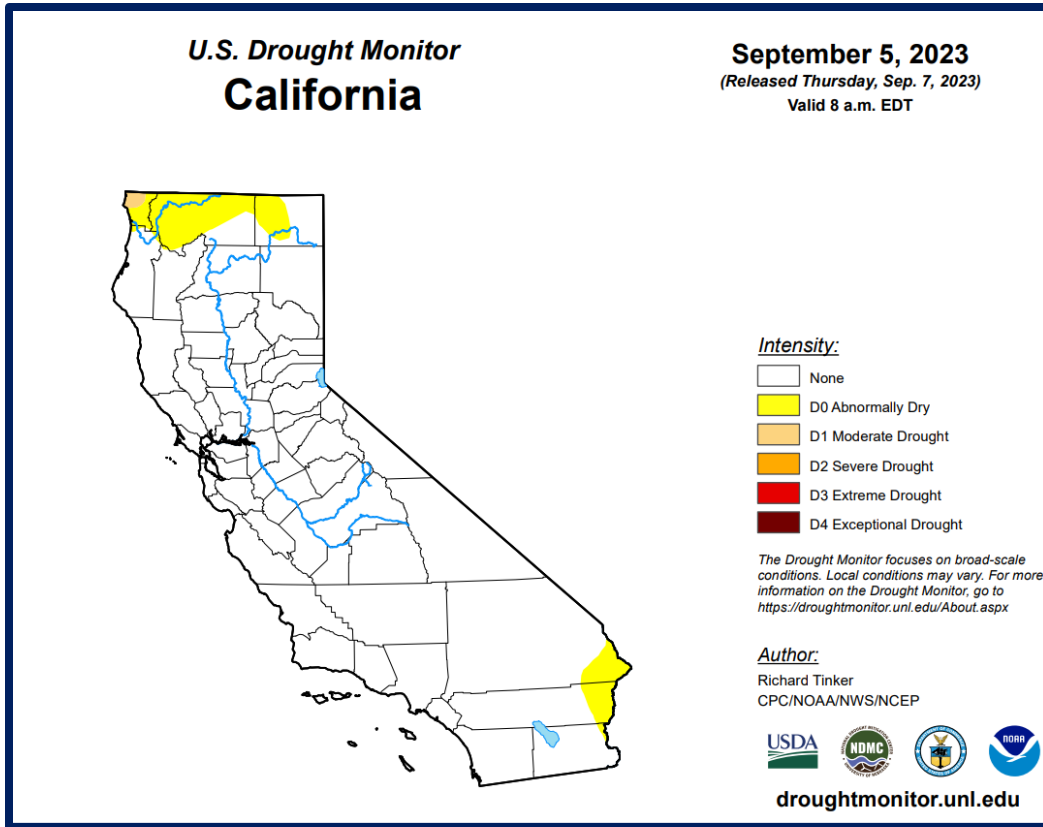 U.S. Drought Monitor
California
September 5, 2023
(Released Thursday, Sep. 7, 2023)
Valid 8 a.m. EDT
Intensity:
None
D0 Abnormally Dry
D1 Moderate Drought
D2 Severe Drought
D3 Extreme Drought
D4 Exceptional Drought
The Drought Monitor focuses on broad-scale
conditions. Local conditions may vary. For more
information on the Drought Monitor, go to
https://droughtmonitor.unl.edu/About.aspx
Author:
Richard Tinker
CPC/NOAA/NWS/NCEP
USDA
NDMC
NOAA
droughtmonitor.unl.edu